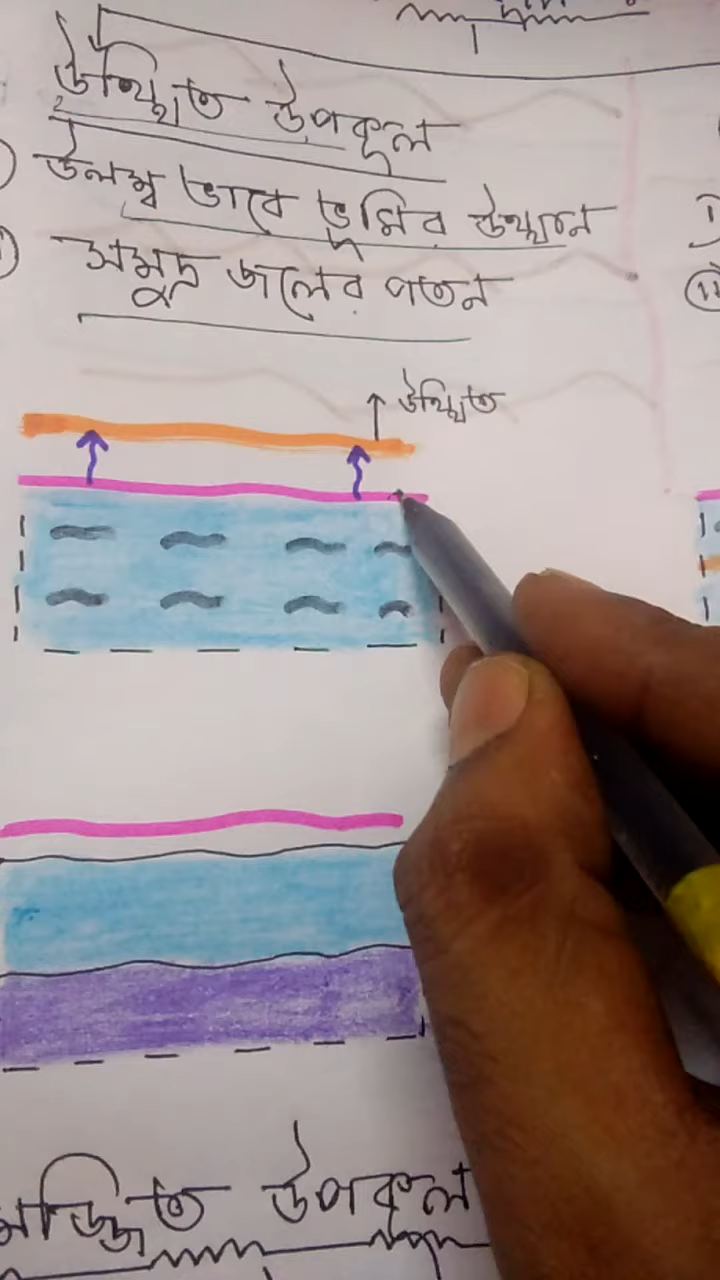 উত্থিত উপকূল
উলম্ব ভাবে ভূমির উত্থান
সমুদ্র জলের পতন
উত্থিত
মজ্জিত উপকূল